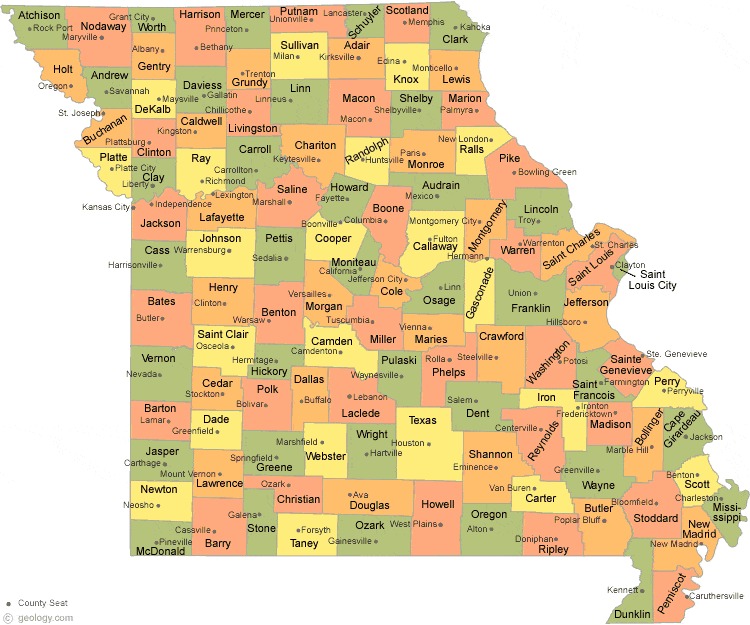 Atchison
Rock Port
Nodaway
Maryville
Grant City
Worth
Harrison
Bethany
Mercer
Princeton
Putnam
Unionville
Lancaster
Schuyler
Scotland
Memphis
Kahoka
Clark
Holt
Oregon
Andrew
Savannah
Albany
Gentry
Daviess
Gallatin
Trenton
Grundy
Sullivan
Milan
Adair
Kirksville
Edina
Knox
Monticello
Lewis
St. Joseph
Buchanan
DeKalb
Maysville
Caldwell
Kingston
Chillicothe
Livingston
Linn
Linneus
Macon
Macon
Shelby
Shelbyville
Marion
Palmyra
Plattsburg
Clinton
Platte
Platte City
Clay
Liberty
Ray
Richmond
Carroll
Carrollton
Chariton
Keytesville
Randolph
Huntsville
Paris
Monroe
New London
Ralls
Pike
Bowling Green
Kansas City
Independence
Jackson
Lexington
Lafayette
Saline
Marshall
Howard
Fayette
Boone
Columbia
Audrain
Mexico
Montgomery City
Montgomery
Lincoln
Troy
Cass
Harrisonville
Johnson
Warrensburg
Pettis
Sedalia
Boonville
Cooper
Moniteau
California
Jefferson City
Cole
Fulton
Callaway
Hermann
Gasconade
Warrenton
Warren
Saint Charles
St. Charles
Saint Louis
Clayton
Saint
Louis City
Bates
Butler
Henry
Clinton
Benton
Warsaw
Versailles
Morgan
Tuscumbia
Miller
Linn
Osage
Vienna
Maries
Union
Franklin
Jefferson
Hillsboro
Vernon
Nevada
Saint Clair
Osceola
Hermitage
Hickory
Camden
Camdenton
Pulaski
Waynesville
Rolla
Phelps
Crawford
Steelville
Washington
Potosi
Saint
Francois
Farmington
Sainte
Genevieve
Ste. Genevieve
Perry
Perryville
Barton
Lamar
Cedar
Stockton
Polk
Bolivar
Dallas
Buffalo
Lebanon
Laclede
Texas
Houston
Salem
Dent
Iron
Ironton
Centerville
Reynolds
Fredericktown
Madison
Bollinger
Marble Hill
Cape
Girardeau
Jackson
Dade
Greenfield
Jasper
Carthage
Mount Vernon
Lawrence
Springfield
Greene
Marshfield
Webster
Wright
Hartville
Shannon
Eminence
Greenville
Wayne
Benton
Scott
Charleston
Missi-
ssippi
Newton
Neosho
Ozark
Christian
Ava
Douglas
Howell
West Plains
Van Buren
Carter
Butler
Poplar Bluff
Bloomfield
Stoddard
New
Madrid
New Madrid
McDonald
Pineville
Cassville
Barry
Galena
Stone
Forsyth
Taney
Ozark
Gainesville
Oregon
Alton
Doniphan
Ripley
Kennett
Dunklin
Pemiscot
Caruthersville
County Seat
© geology.com